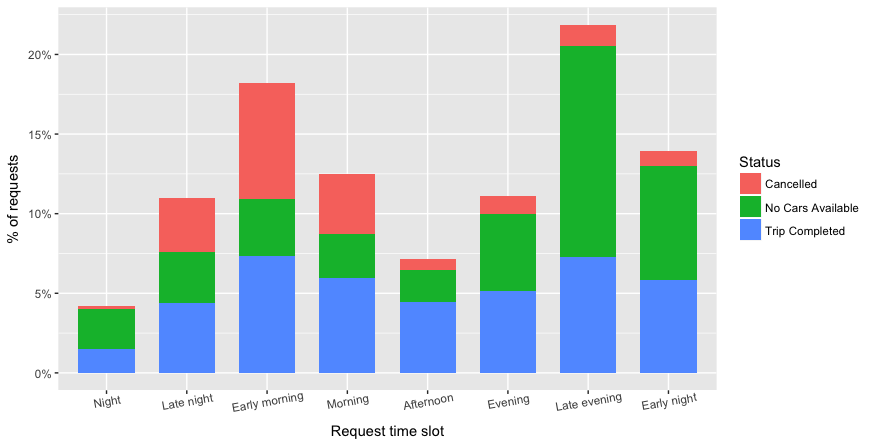 % of requests
20%
15%
10%
5%
0%
Night
Late night
Early morning
Morning
Afternoon
Evening
Late evening
Early night
Request time slot
Status
Cancelled
No Cars Available
Trip Completed